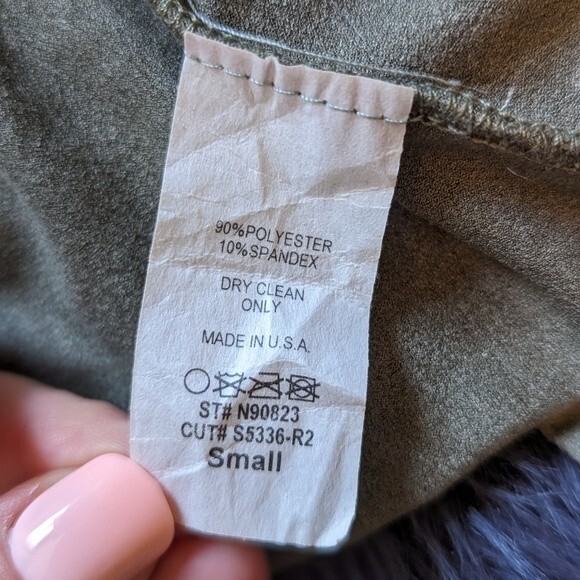 90%POLYESTER
10%SPANDEX
DRY CLEAN
ONLY
MADE IN U.S.A.
ST# N90823
CUT# S5336-R2
Small